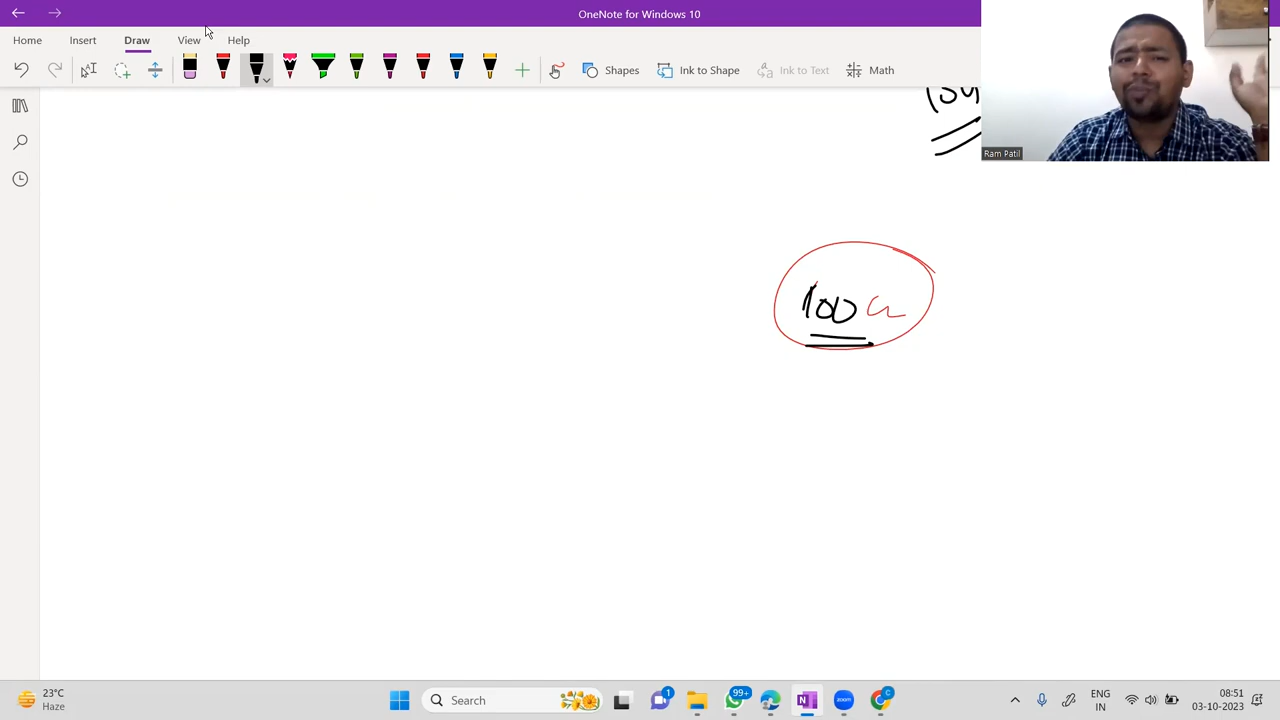 OneNote for Windows 10
Home Insert Draw View Help
Shapes Ink to Shape Ink to Text Math
Ram Patil
100
23°C
Haze
Search
1
99+
ENG
IN
08:51
03-10-2023